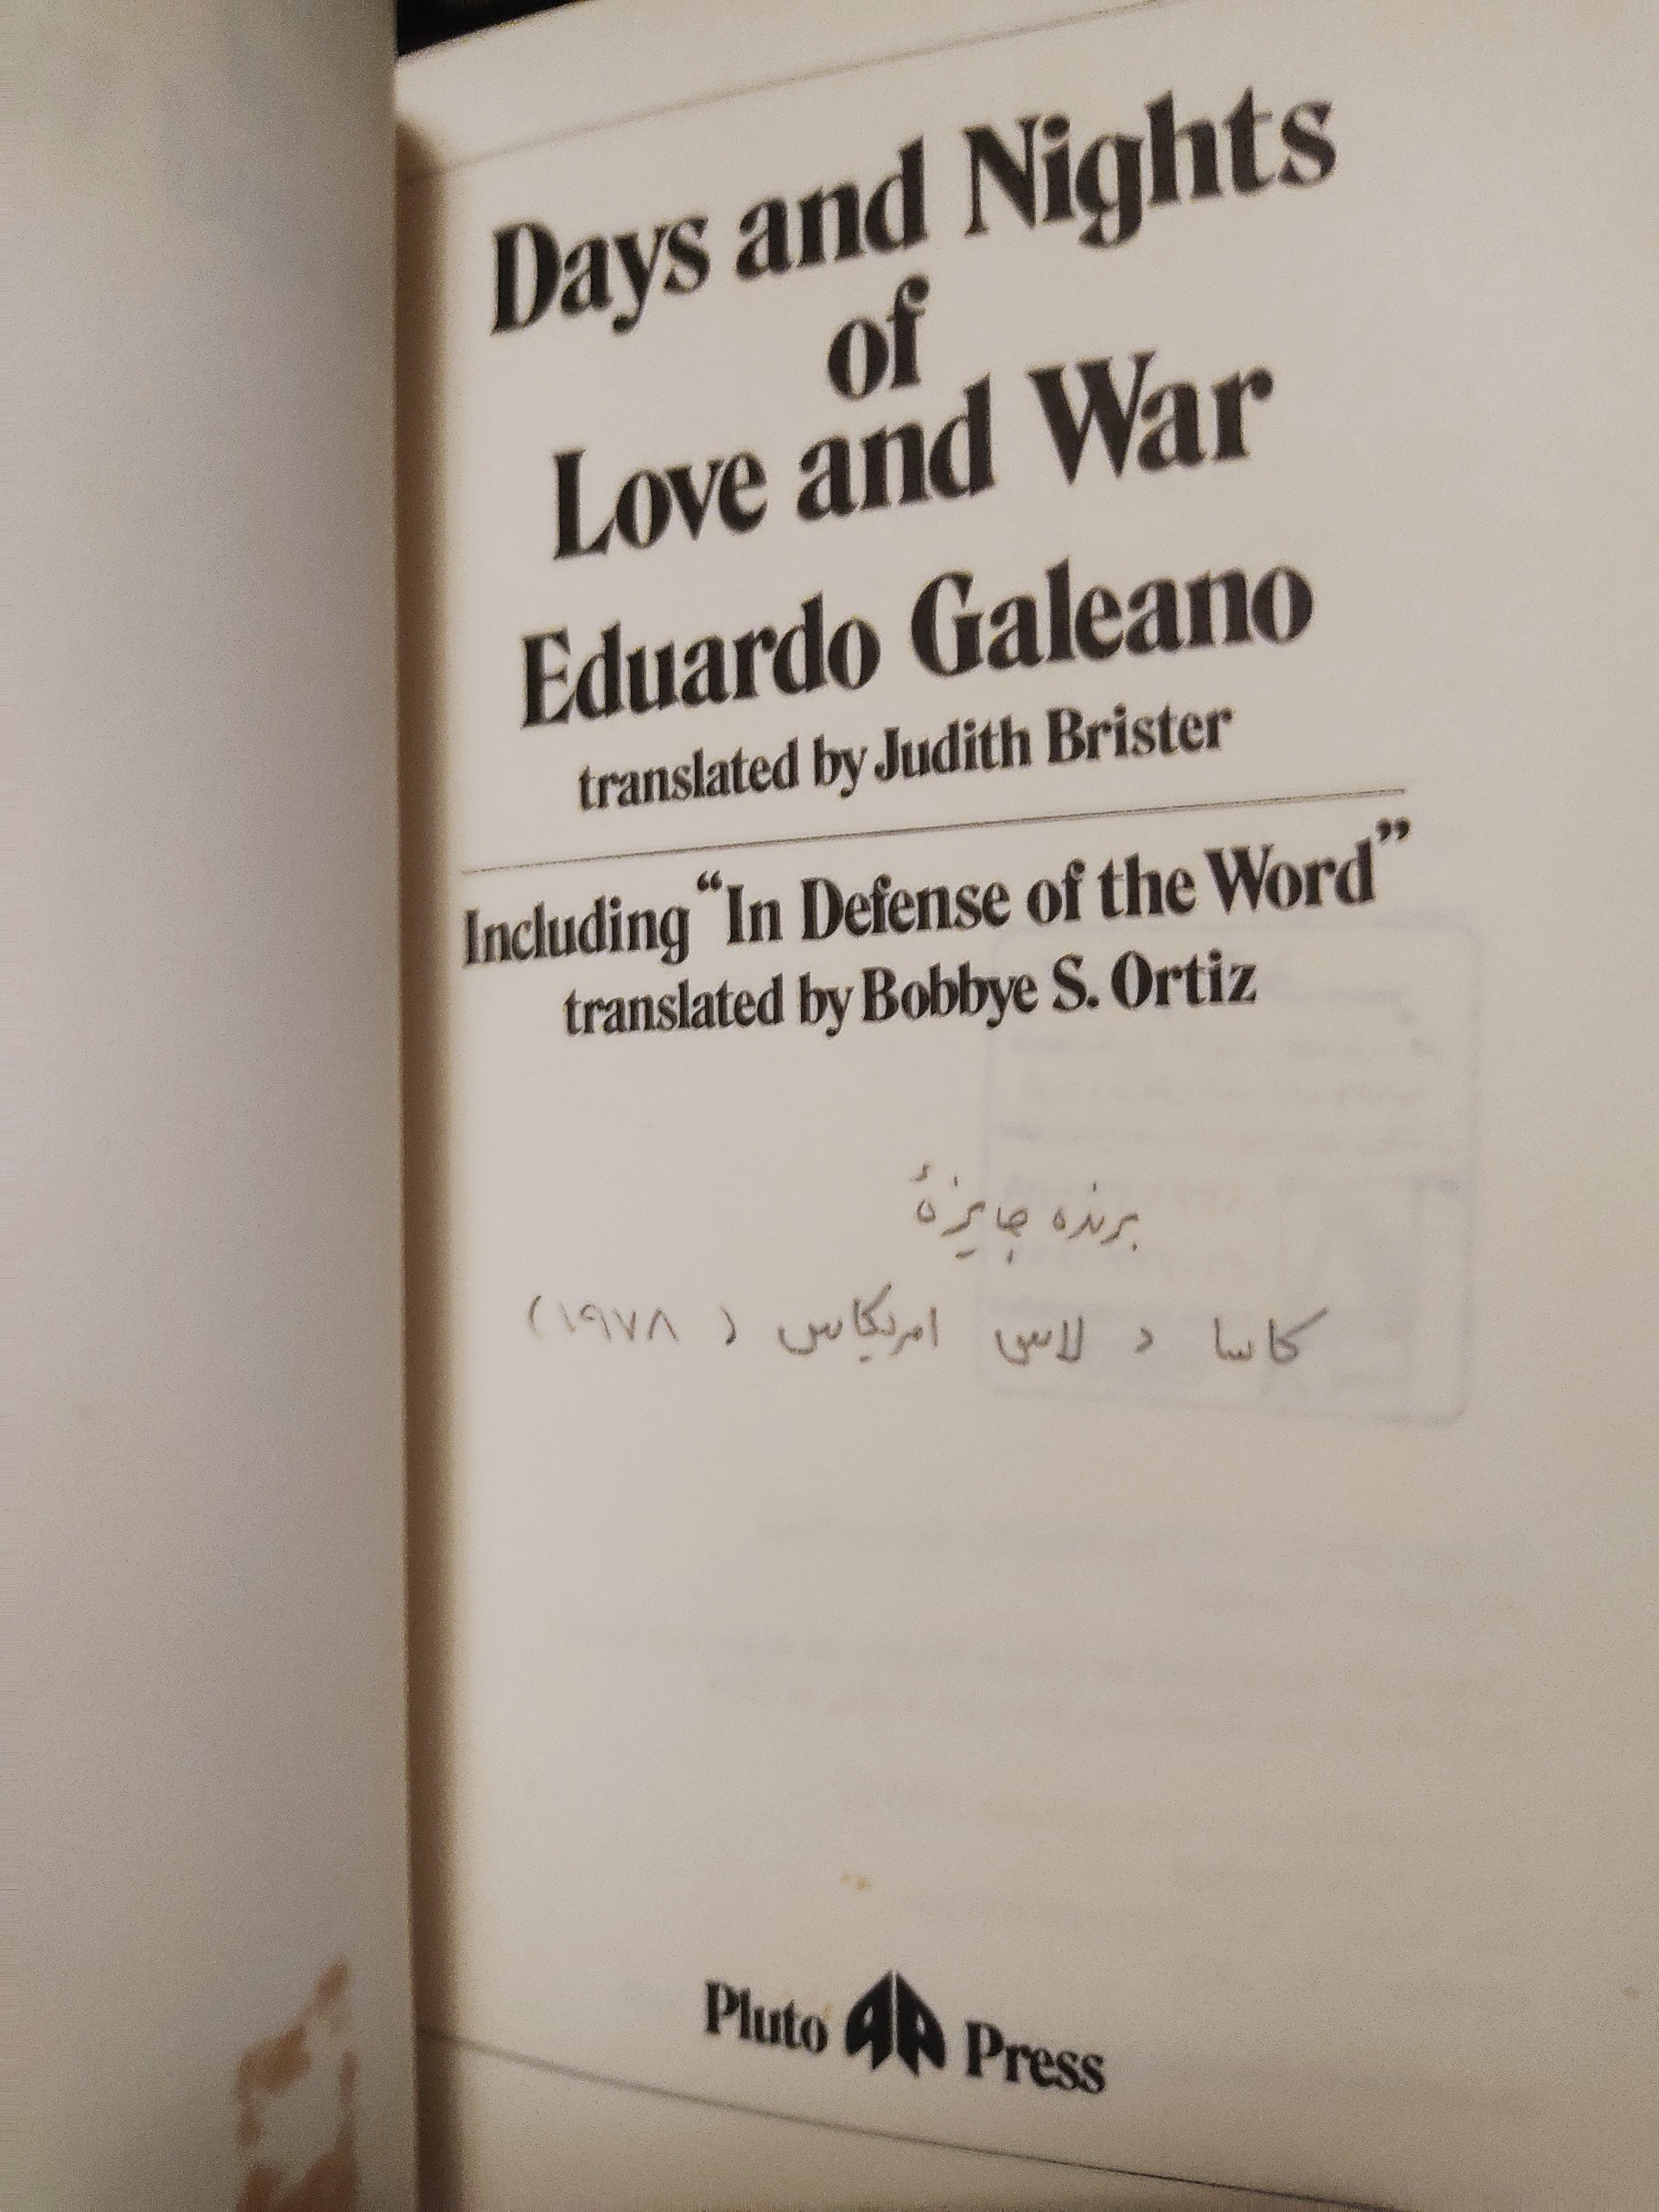 Days and Nights
of
Love and War
Eduardo Galeano
translated by Judith Brister
Including “In Defense of the Word”
translated by Bobbye S. Ortiz
برنده جایزهٔ
کاسا د لاس امریکاس (۱۹۷۸)
Pluto Press